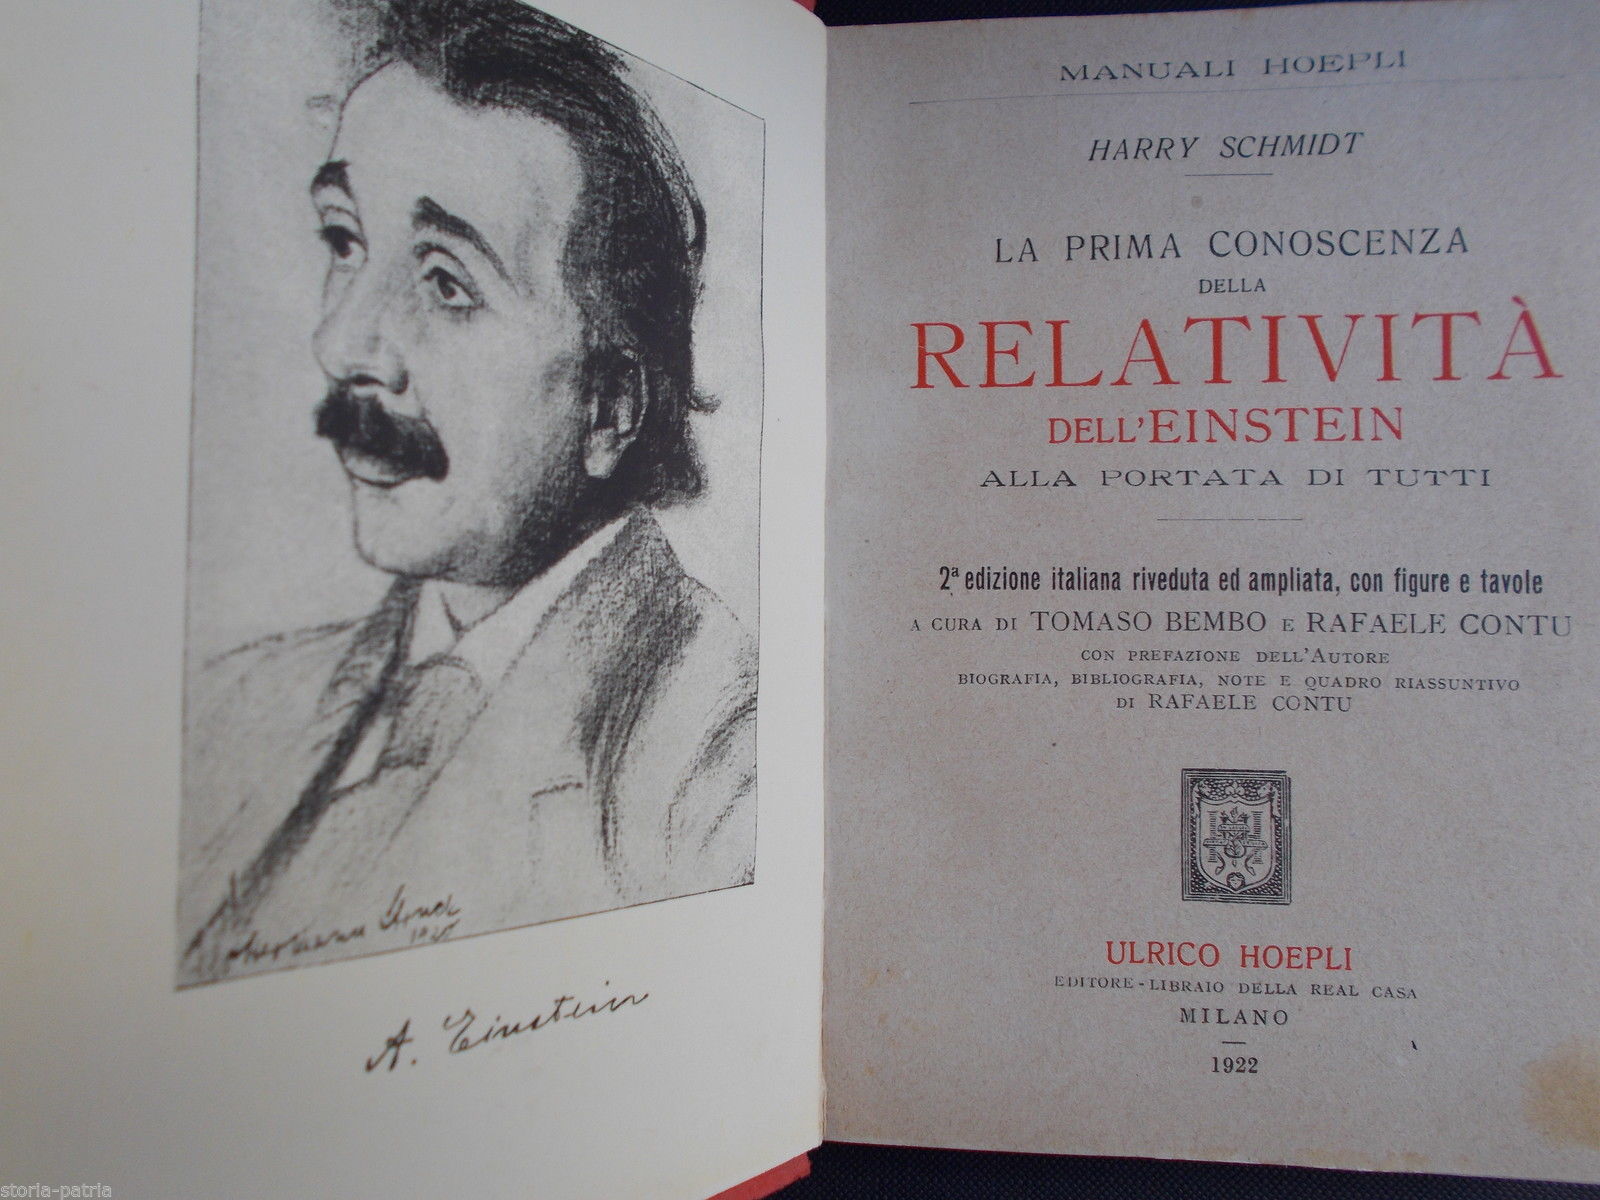 Hermann Struck
A. Einstein
MANUALI HOEPLI
HARRY SCHMIDT
LA PRIMA CONOSCENZA
DELLA
RELATIVITÀ
DELL'EINSTEIN
ALLA PORTATA DI TUTTI
2ª edizione italiana riveduta ed ampliata, con figure e tavole
A CURA DI TOMASO BEMBO E RAFAELE CONTU
CON PREFAZIONE DELL'AUTORE
BIOGRAFIA, BIBLIOGRAFIA, NOTE E QUADRO RIASSUNTIVO
DI RAFAELE CONTU
ULRICO HOEPLI
EDITORE-LIBRAIO DELLA REAL CASA
MILANO
1922
storia-patria